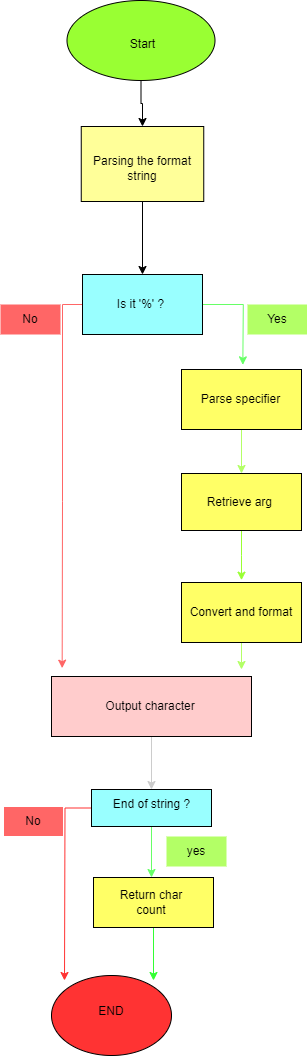 Start
Parsing the format
string
Is it '%' ?
No
Yes
Parse specifier
Retrieve arg
Convert and format
Output character
End of string ?
No
yes
Return char
count
END